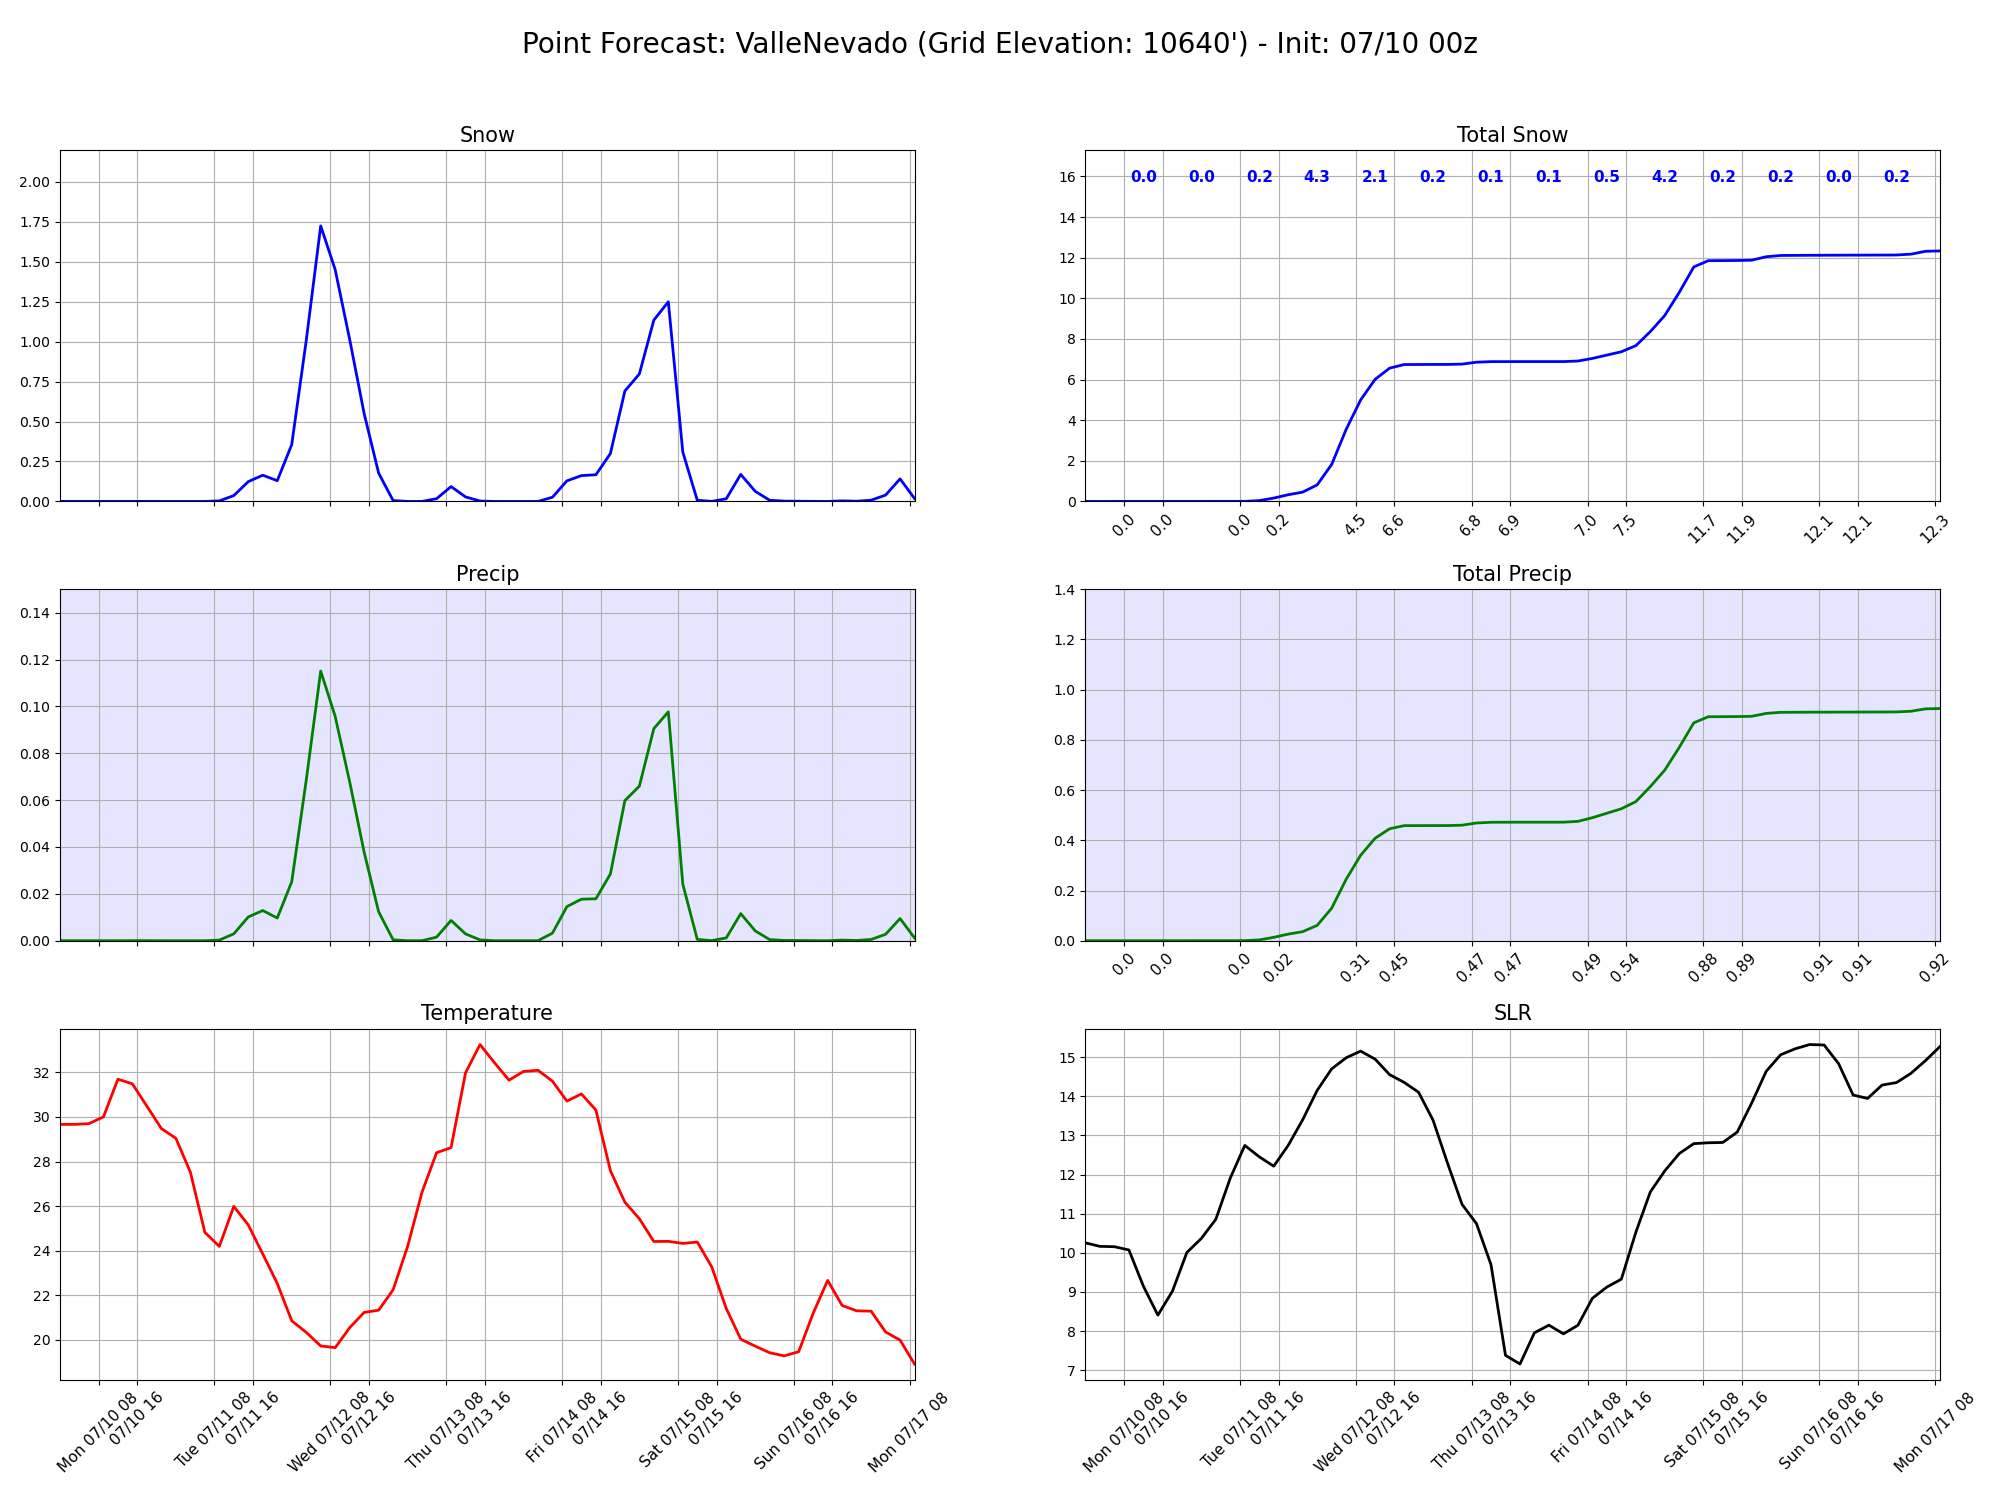 Point Forecast: ValleNevado (Grid Elevation: 10640') - Init: 07/10 00z
Snow
2.00
1.75
1.50
1.25
1.00
0.75
0.50
0.25
0.00
Total Snow
16
14
12
10
8
6
4
2
0
0.0 0.0 0.2 4.3 2.1 0.2 0.1 0.1 0.5 4.2 0.2 0.2 0.0 0.2
0.0 0.0 0.0 0.2 4.5 6.6 6.8 6.9 7.0 7.5 11.7 11.9 12.1 12.1 12.3
Precip
0.14
0.12
0.10
0.08
0.06
0.04
0.02
0.00
Total Precip
1.4
1.2
1.0
0.8
0.6
0.4
0.2
0.0
0.0 0.0 0.0 0.02 0.31 0.45 0.47 0.47 0.49 0.54 0.88 0.89 0.91 0.91 0.92
Temperature
32
30
28
26
24
22
20
Mon 07/10 08
07/10 16
Tue 07/11 08
07/11 16
Wed 07/12 08
07/12 16
Thu 07/13 08
07/13 16
Fri 07/14 08
07/14 16
Sat 07/15 08
07/15 16
Sun 07/16 08
07/16 16
Mon 07/17 08
SLR
15
14
13
12
11
10
9
8
7
Mon 07/10 08
07/10 16
Tue 07/11 08
07/11 16
Wed 07/12 08
07/12 16
Thu 07/13 08
07/13 16
Fri 07/14 08
07/14 16
Sat 07/15 08
07/15 16
Sun 07/16 08
07/16 16
Mon 07/17 08